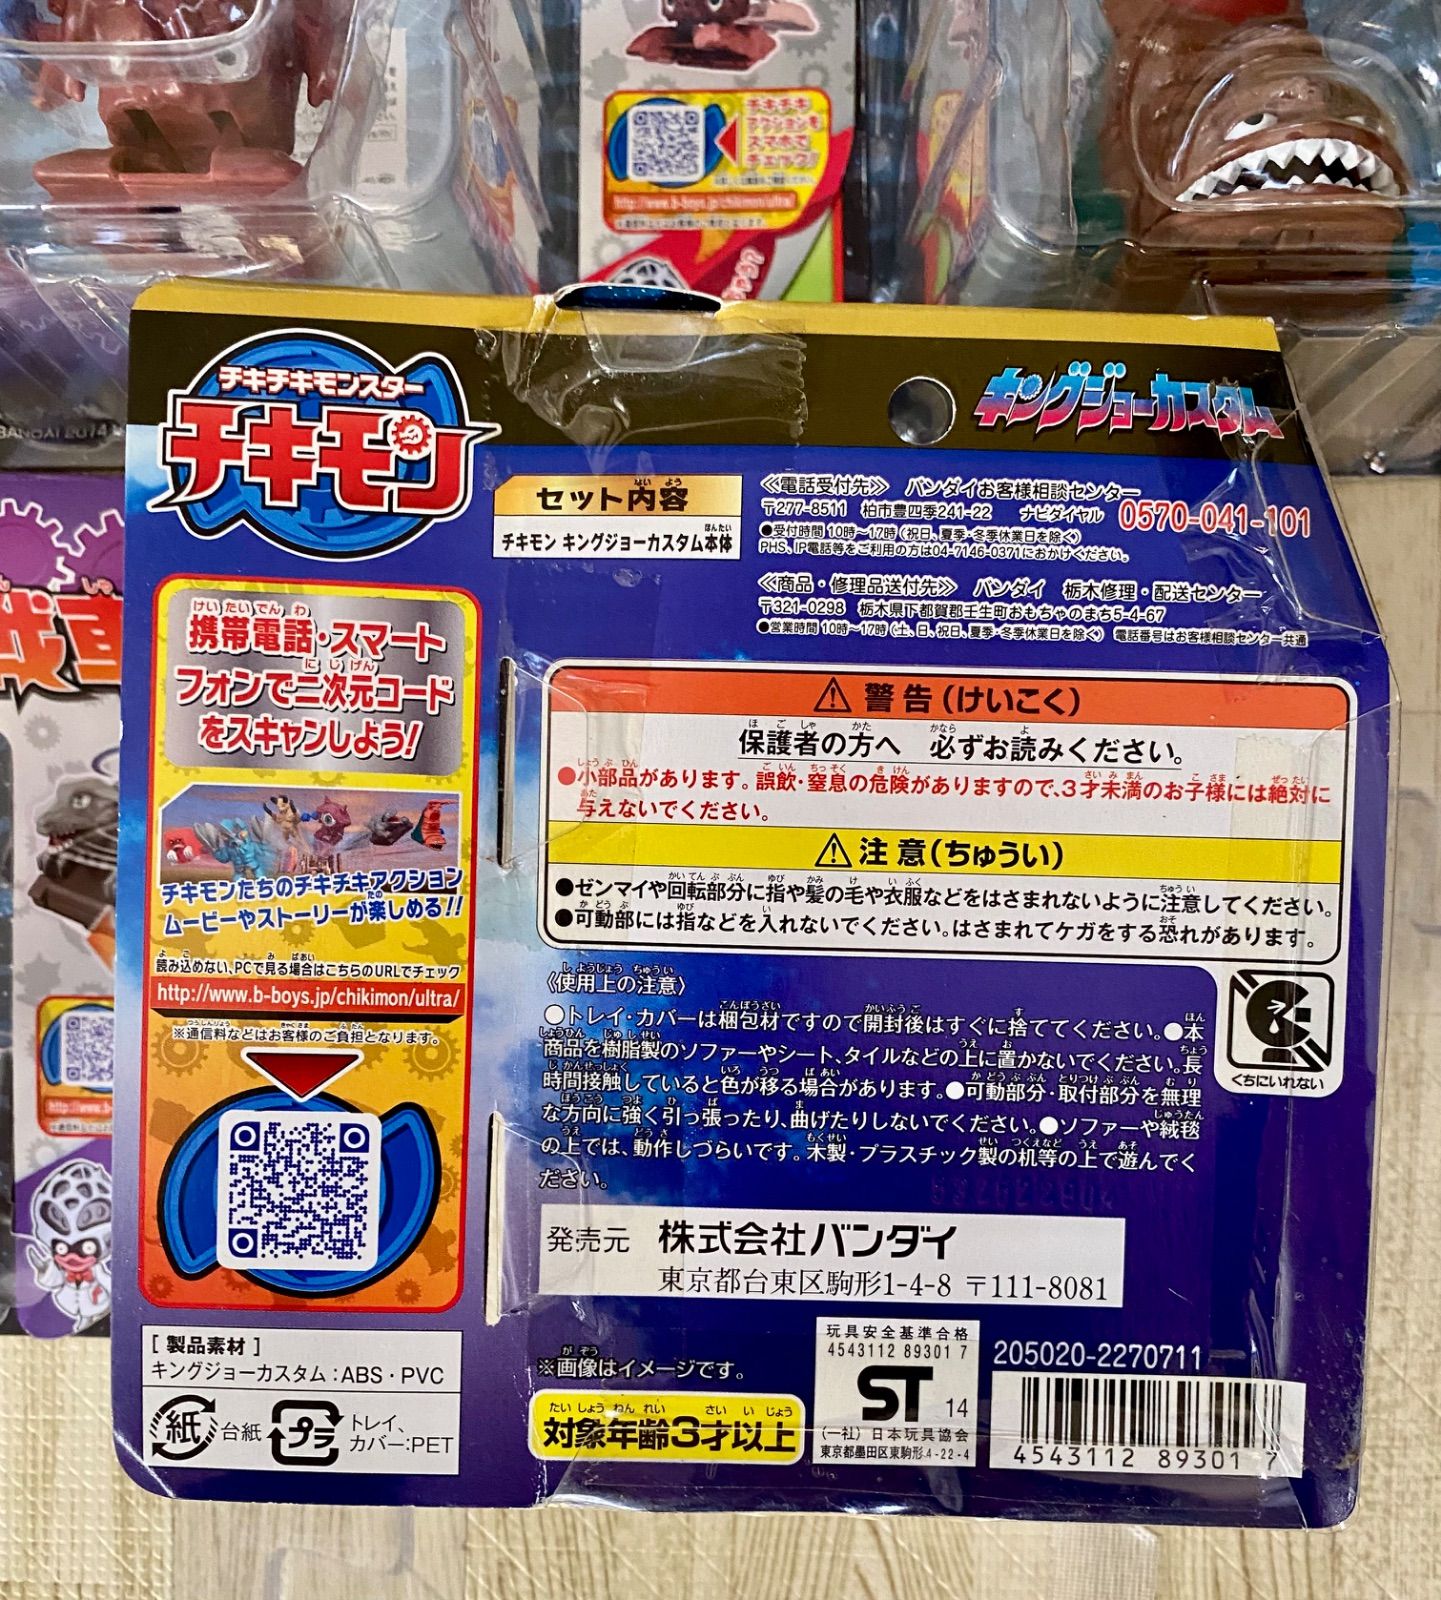 チキチキ
アクションを
スマホで
チェック!
http://www.b-boys.jp/chikimon/ultra/
BANDAI 2014
チキチキモンスター
チキモン
キングジョーカスタム
セット内容
チキモン キングジョーカスタム本体
≪電話受付先≫ バンダイお客様相談センター
〒277-8511 柏市豊四季241-22 ナビダイヤル 0570-041-101
●受付時間 10時〜17時(祝日、夏季・冬季休業日を除く)
PHS、IP電話等をご利用の方は04-7146-0371におかけください。
≪商品・修理品送付先≫ バンダイ 栃木修理・配送センター
〒321-0298 栃木県下都賀郡壬生町おもちゃのまち5-4-67
●営業時間 10時〜17時(土、日、祝日、夏季・冬季休業日を除く) 電話番号はお客様相談センター共通
携帯電話・スマート
フォンで二次元コード
をスキャンしよう!
チキモンたちのチキチキアクション
ムービーやストーリーが楽しめる!!
読み込めない、PCで見る場合はこちらのURLでチェック
http://www.b-boys.jp/chikimon/ultra/
※通信料などはお客様のご負担となります。
警告(けいこく)
保護者の方へ 必ずお読みください。
●小部品があります。誤飲・窒息の危険がありますので、3才未満のお子様には絶対に
与えないでください。
注意(ちゅうい)
●ゼンマイや回転部分に指や髪の毛や衣服などをはさまれないように注意してください。
●可動部には指などを入れないでください。はさまれてケガをする恐れがあります。
〈使用上の注意〉
●トレイ・カバーは梱包材ですので開封後はすぐに捨ててください。●本
商品を樹脂製のソファーやシート、タイルなどの上に置かないでください。長
時間接触していると色が移る場合があります。●可動部分・取付部分を無理
な方向に強く引っ張ったり、曲げたりしないでください。●ソファーや絨毯
の上では、動作しづらいです。木製・プラスチック製の机等の上で遊んでく
ださい。
くちにいれない
発売元 株式会社バンダイ
東京都台東区駒形1-4-8 〒111-8081
[製品素材]
キングジョーカスタム:ABS・PVC
紙 台紙
プラ トレイ、
カバー:PET
※画像はイメージです。
対象年齢3才以上
玩具安全基準合格
4543112 89301 7
ST 14
(一社)日本玩具協会
東京都墨田区東駒形4-22-4
205020-2270711
4543112 89301 7